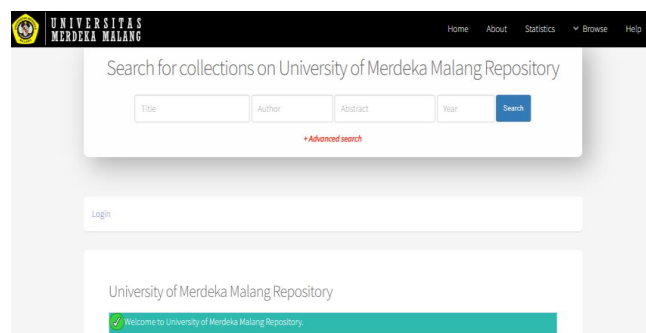 UNIVERSITAS
MERDEKA MALANG
Home About Statistics Browse Help
Search for collections on University of Merdeka Malang Repository
Title Author Abstract Year Search
+ Advanced search
Login
University of Merdeka Malang Repository
Welcome to University of Merdeka Malang Repository.